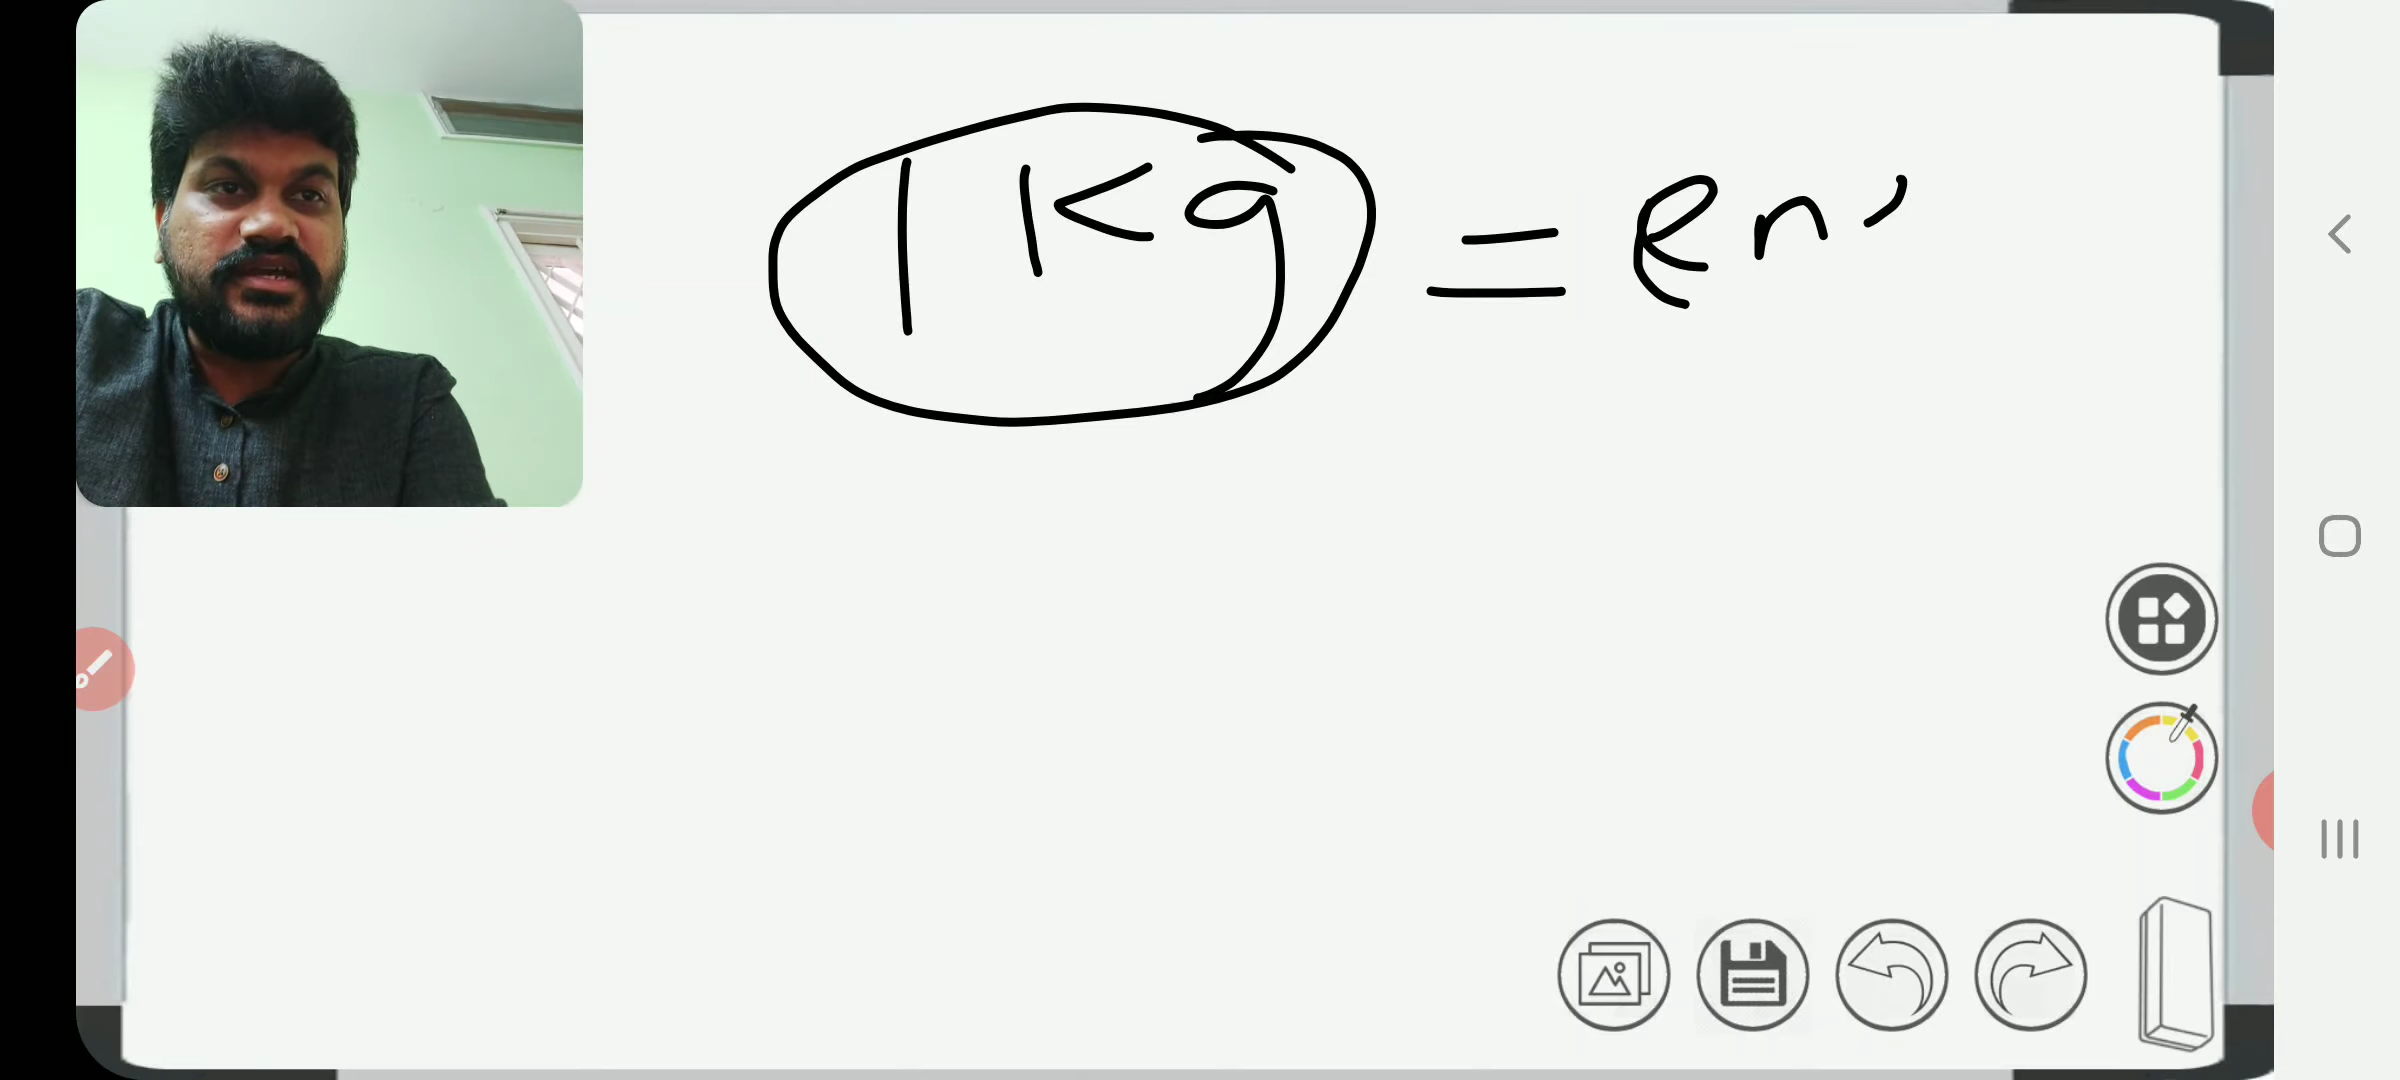 1 Kg = en